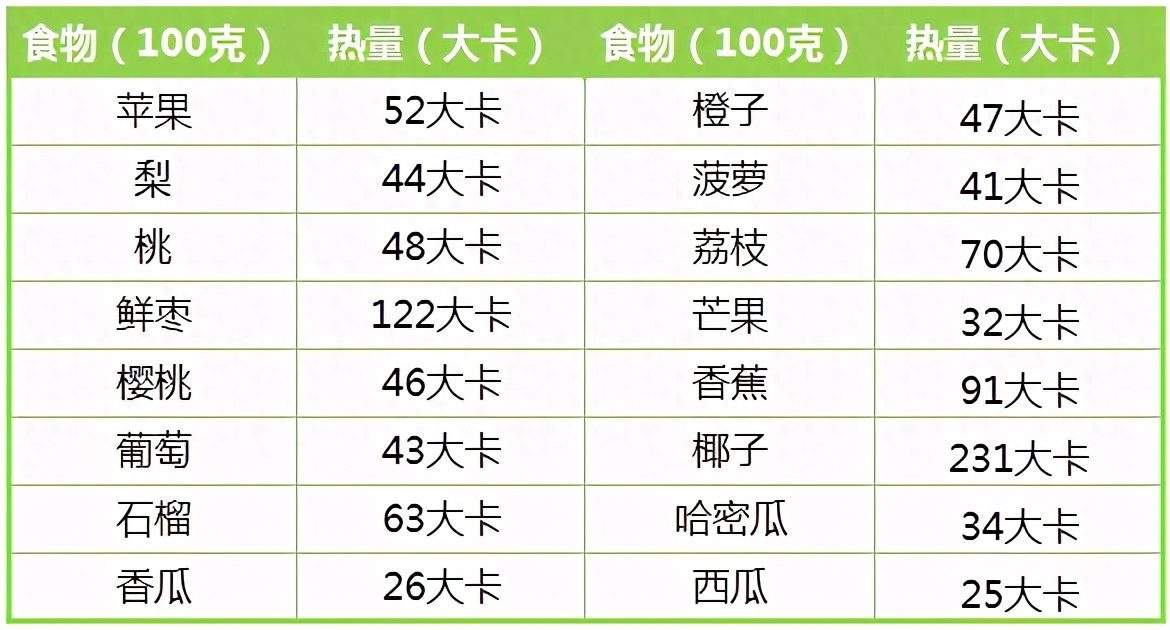 食物（100克） 热量（大卡） 食物（100克） 热量（大卡）
苹果 52大卡 橙子 47大卡
梨 44大卡 菠萝 41大卡
桃 48大卡 荔枝 70大卡
鲜枣 122大卡 芒果 32大卡
樱桃 46大卡 香蕉 91大卡
葡萄 43大卡 椰子 231大卡
石榴 63大卡 哈密瓜 34大卡
香瓜 26大卡 西瓜 25大卡